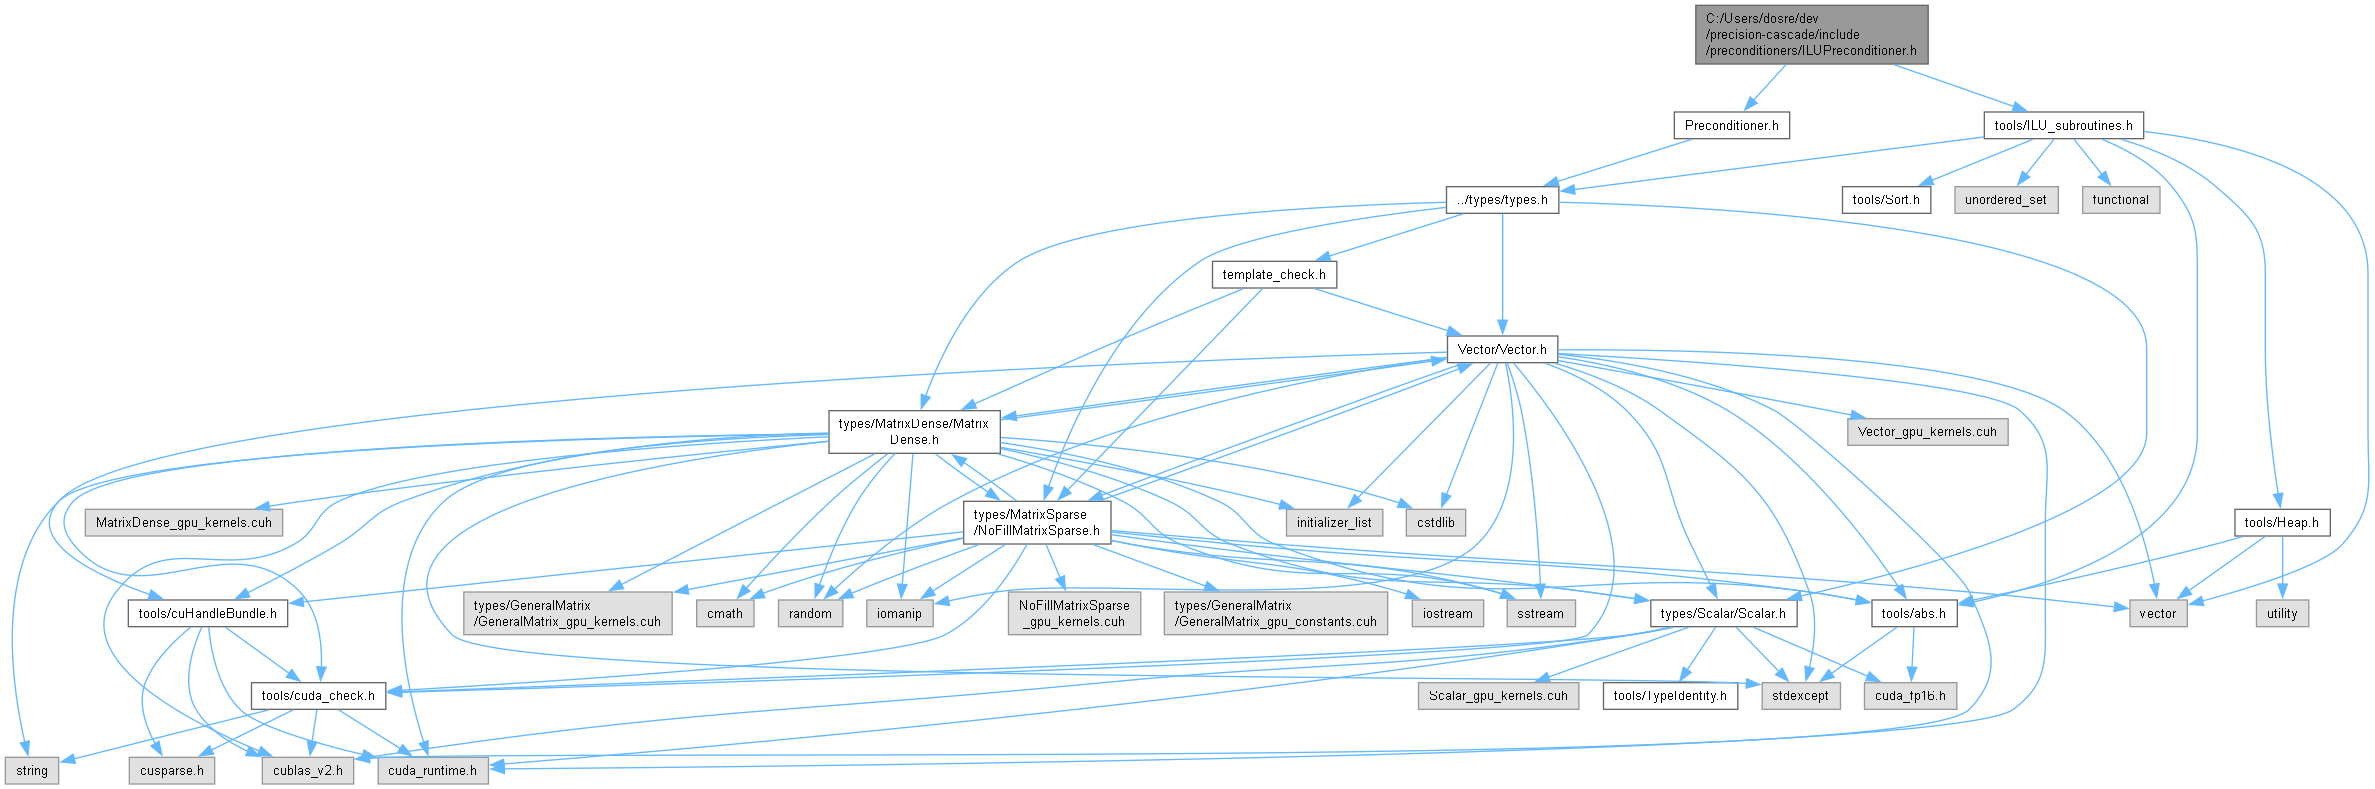 C:/Users/dosre/dev
/precision-cascade/include
/preconditioners/ILUPreconditioner.h
Preconditioner.h
tools/ILU_subroutines.h
../types/types.h
tools/Sort.h
unordered_set
functional
template_check.h
Vector/Vector.h
types/MatrixDense/Matrix
Dense.h
Vector_gpu_kernels.cuh
MatrixDense_gpu_kernels.cuh
types/MatrixSparse
/NoFillMatrixSparse.h
initializer_list
cstdlib
tools/Heap.h
tools/cuHandleBundle.h
types/GeneralMatrix
/GeneralMatrix_gpu_kernels.cuh
cmath
random
iomanip
NoFillMatrixSparse
_gpu_kernels.cuh
types/GeneralMatrix
/GeneralMatrix_gpu_constants.cuh
iostream
sstream
types/Scalar/Scalar.h
tools/abs.h
vector
utility
tools/cuda_check.h
Scalar_gpu_kernels.cuh
tools/TypeIdentity.h
stdexcept
cuda_fp16.h
string
cusparse.h
cublas_v2.h
cuda_runtime.h